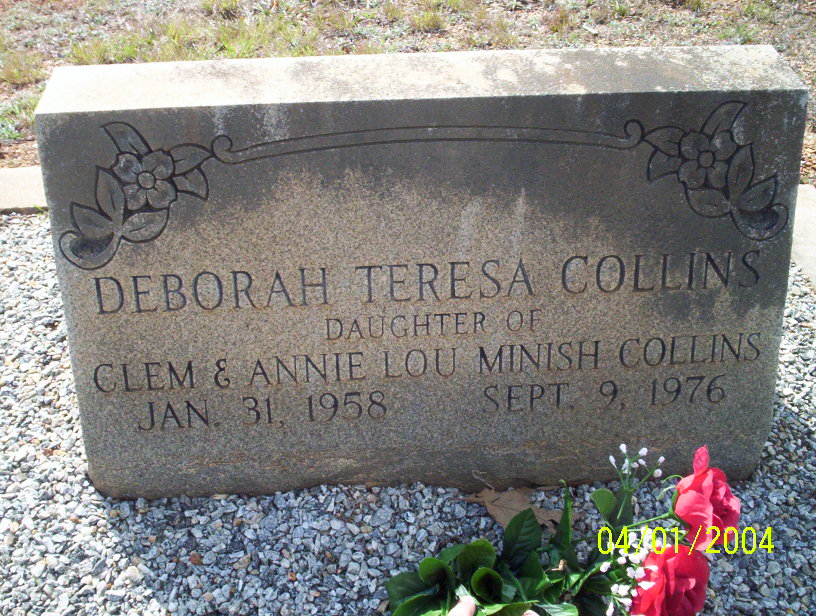 DEBORAH TERESA COLLINS
DAUGHTER OF
CLEM & ANNIE LOU MINISH COLLINS
JAN. 31, 1958 SEPT. 9, 1976
04/01/2004